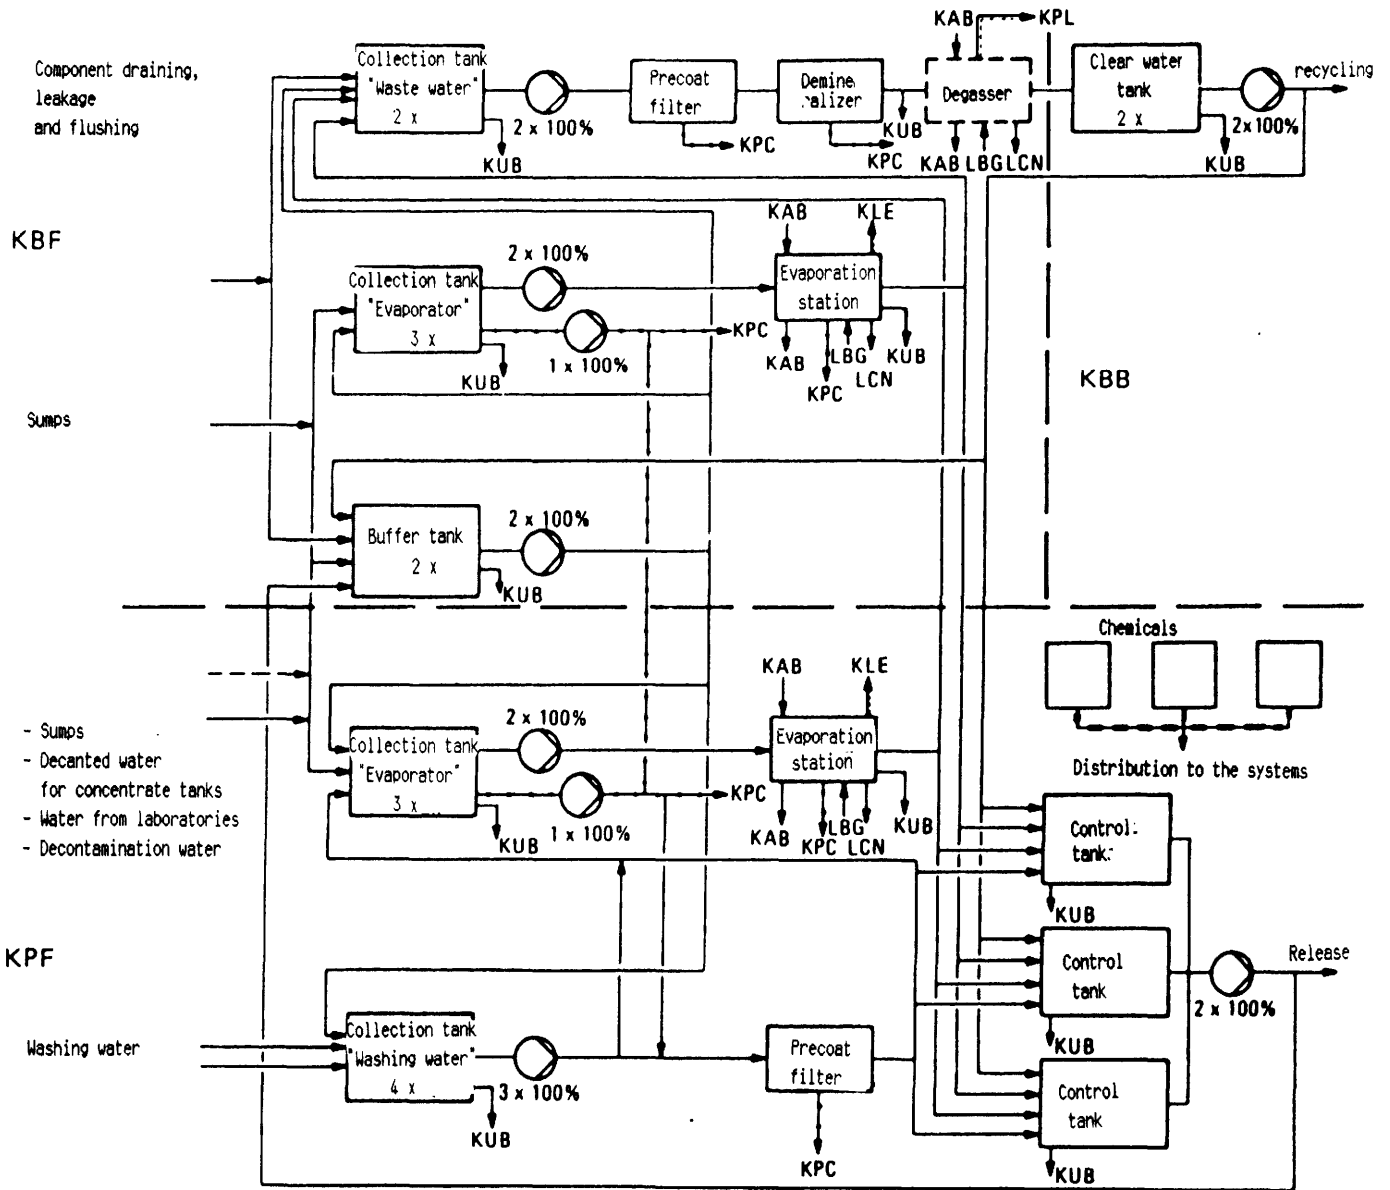 KAB
KPL
Component draining,
leakage
and flushing
Collection tank
"Waste water"
2 x
2 x 100%
KUB
Precoat
filter
KPC
Demine
ralizer
KPC
KUB
Degasser
KAB LBG LCN
Clear water
tank
2 x
KUB
2x100%
recycling
KBF
Collection tank
"Evaporator"
3 x
2 x 100%
1 x 100%
KUB
KPC
KAB
KLE
Evaporation
station
KAB
KPC
LBG
LCN
KUB
KBB
Sumps
Buffer tank
2 x
2 x 100%
KUB
Chemicals
Distribution to the systems
- Sumps
- Decanted water
for concentrate tanks
- Water from laboratories
- Decontamination water
Collection tank
"Evaporator"
3 x
2 x 100%
1 x 100%
KUB
KPC
KAB
KLE
Evaporation
station
KAB
KPC
LBG
LCN
KUB
Control
tank
KUB
KPF
Control
tank
KUB
2 x 100%
Release
Washing water
Collection tank
"Washing water"
4 x
3 x 100%
KUB
Precoat
filter
KPC
Control
tank
KUB